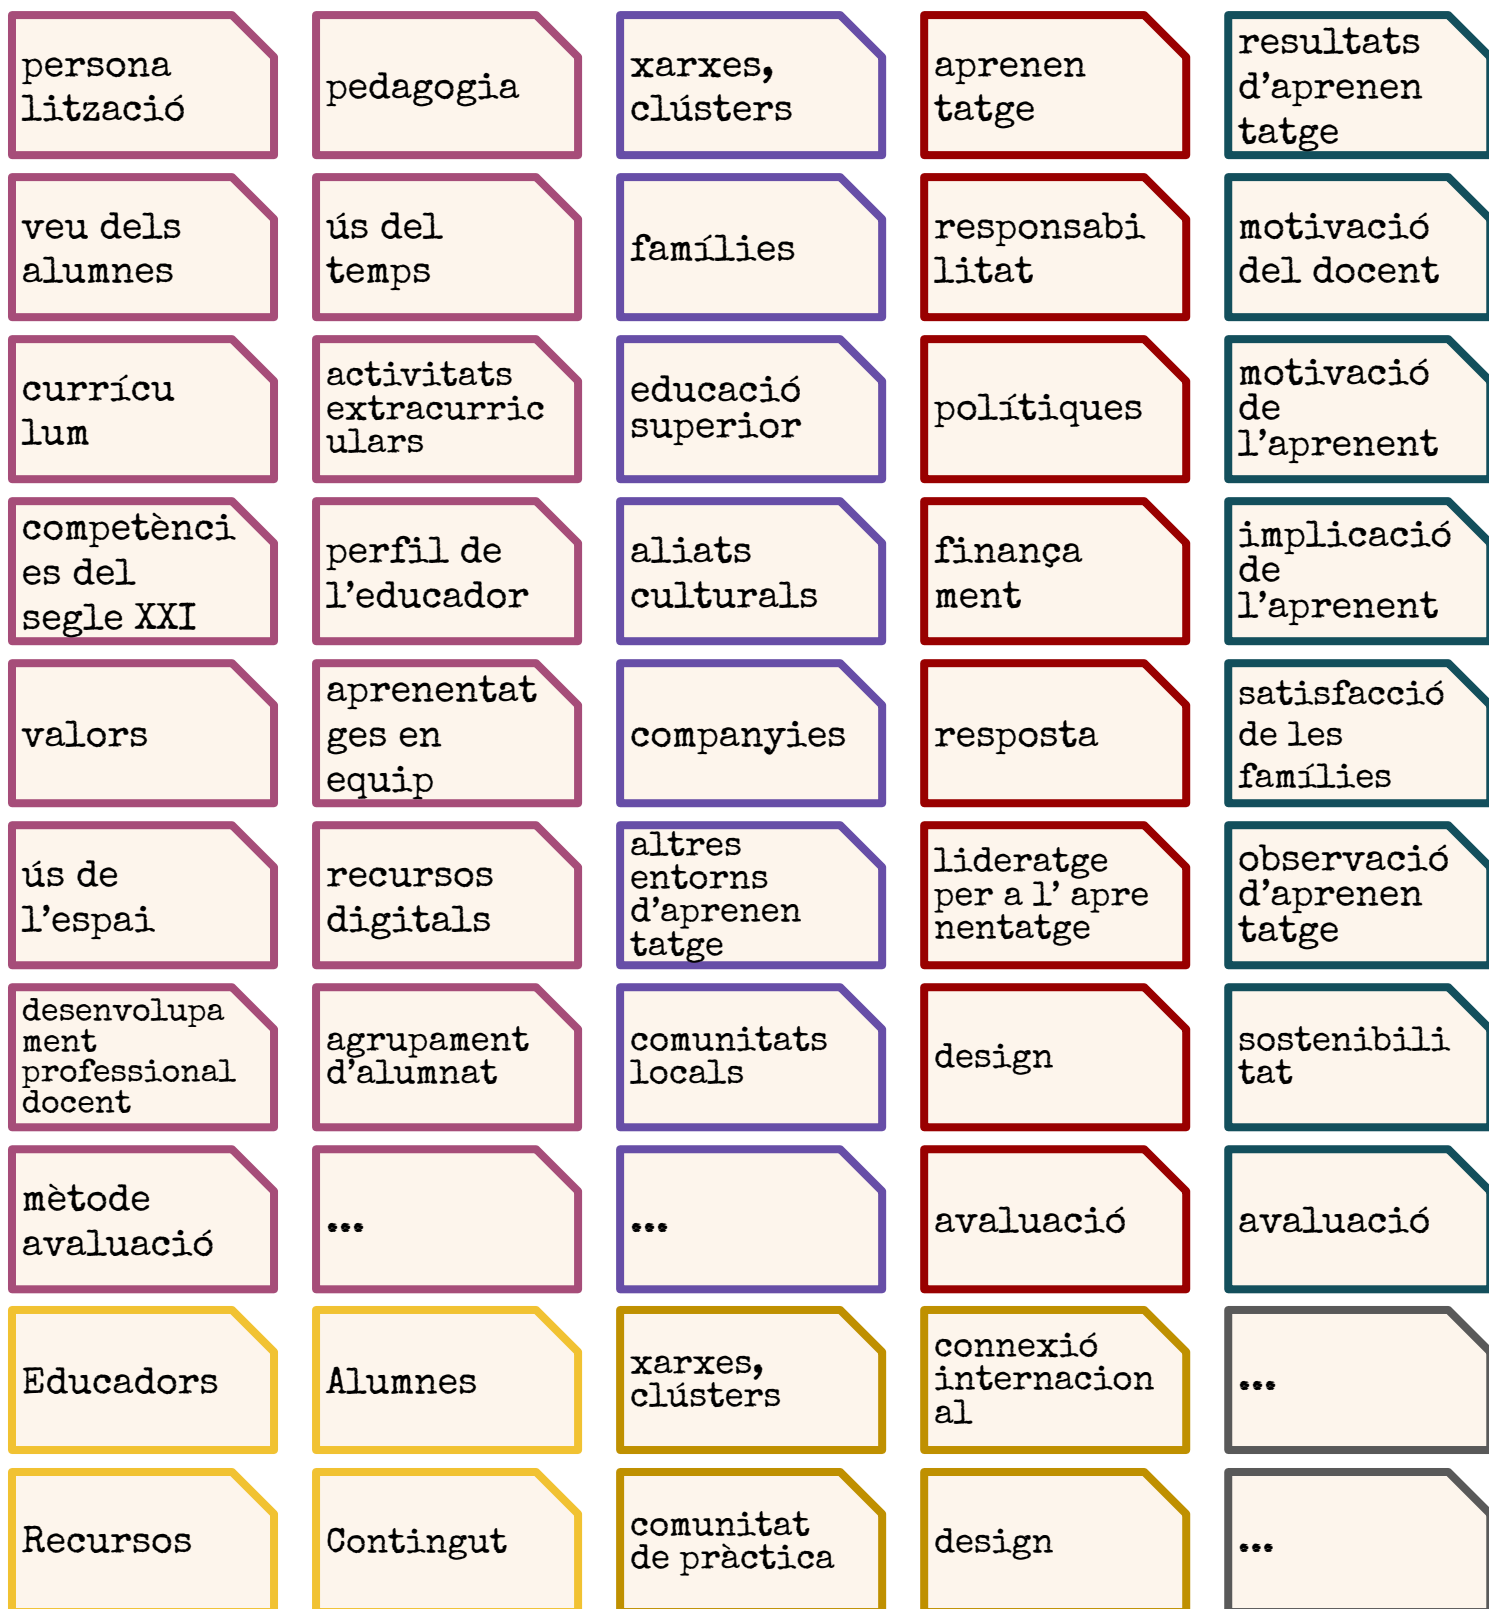 persona
lització
pedagogia
xarxes,
clústers
aprenen
tatge
resultats
d’aprenen
tatge
veu dels
alumnes
ús del
temps
famílies
responsabi
litat
motivació
del docent
currícu
lum
activitats
extracurric
ulars
educació
superior
polítiques
motivació
de
l’aprenent
competènci
es del
segle XXI
perfil de
l’educador
aliats
culturals
finança
ment
implicació
de
l’aprenent
valors
aprenentat
ges en
equip
companyies
resposta
satisfacció
de les
famílies
ús de
l’espai
recursos
digitals
altres
entorns
d’aprenen
tatge
lideratge
per a l’ apre
nentatge
observació
d’aprenen
tatge
desenvolupa
ment
professional
docent
agrupament
d’alumnat
comunitats
locals
design
sostenibili
tat
mètode
avaluació
...
...
avaluació
avaluació
Educadors
Alumnes
xarxes,
clústers
connexió
internacion
al
...
Recursos
Contingut
comunitat
de pràctica
design
...